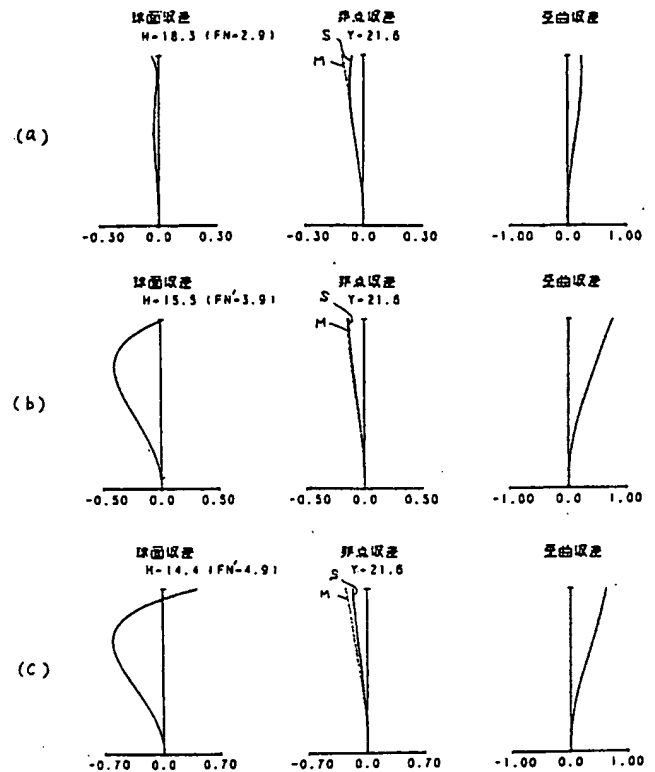 球面収差 非点収差 歪曲収差
H=18.3 (FN=2.9) S Y=21.6
M
(a)
-0.30 0.0 0.30 -0.30 0.0 0.30 -1.00 0.0 1.00
球面収差 非点収差 歪曲収差
H=15.5 (FN'=3.9) S Y=21.6
M
(b)
-0.50 0.0 0.50 -0.50 0.0 0.50 -1.00 0.0 1.00
球面収差 非点収差 歪曲収差
H=14.4 (FN'=4.9) S Y=21.6
M
(c)
-0.70 0.0 0.70 -0.70 0.0 0.70 -1.00 0.0 1.00